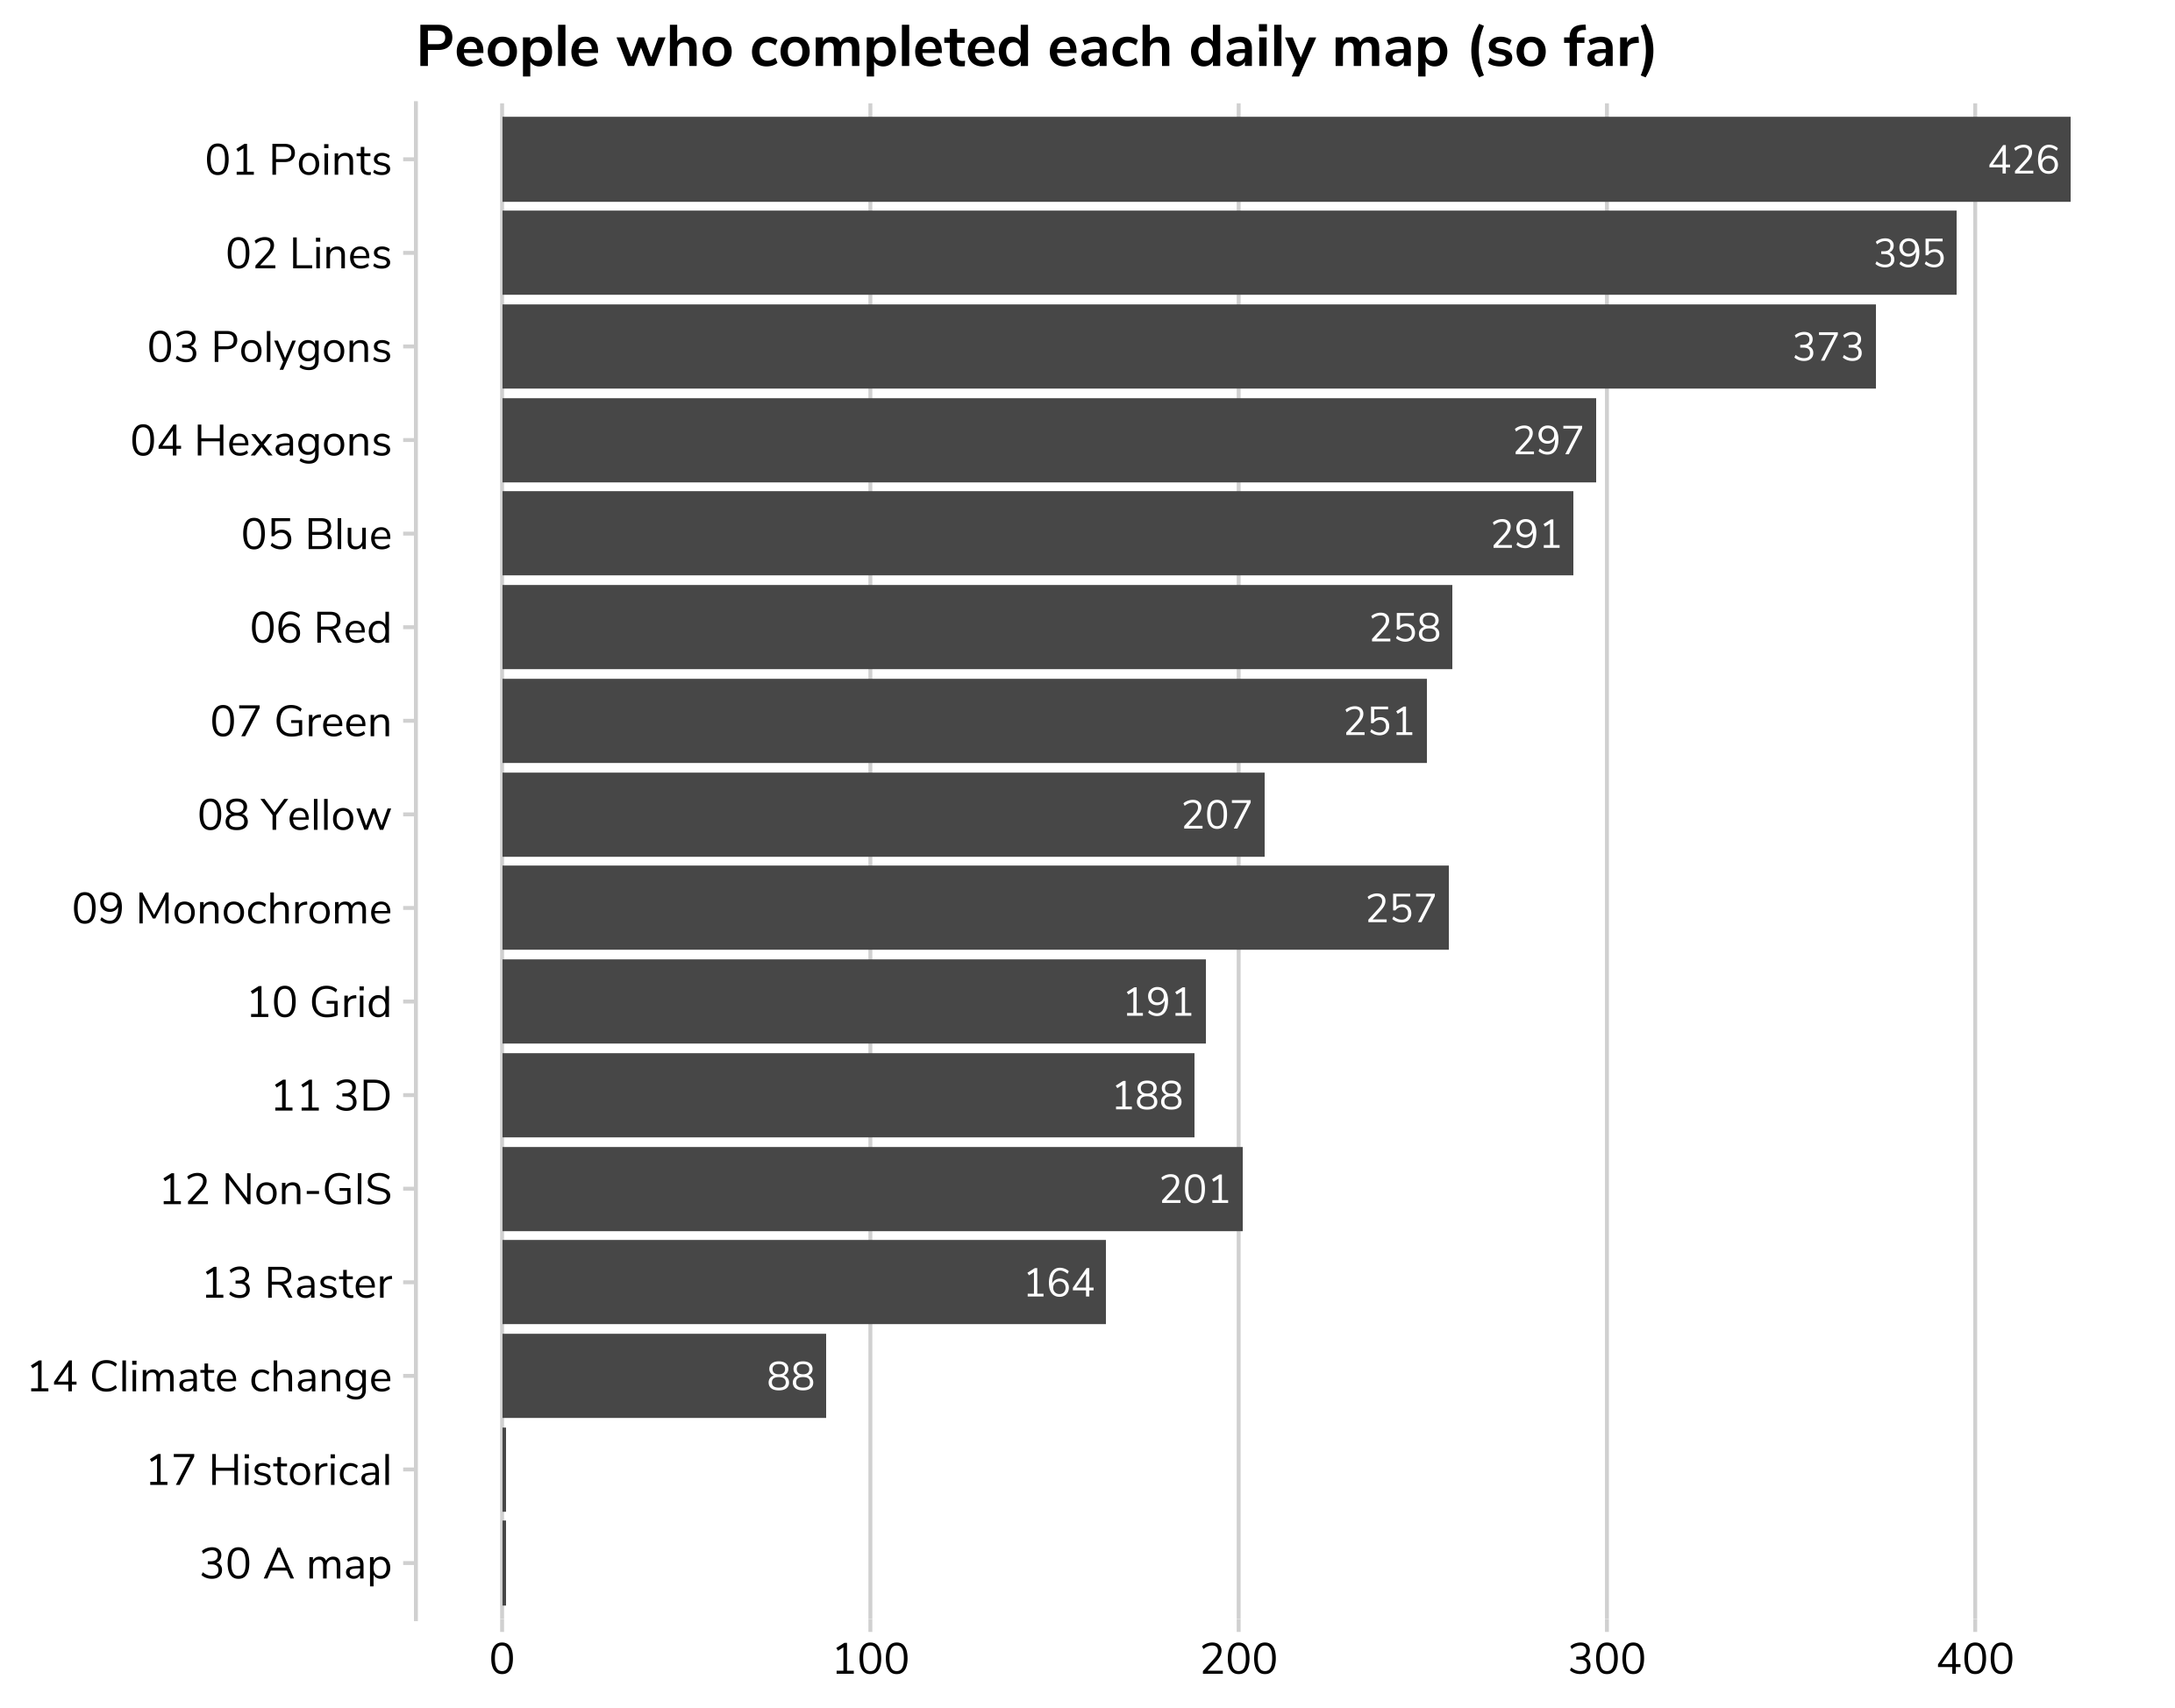 People who completed each daily map (so far)
01 Points 426
02 Lines 395
03 Polygons 373
04 Hexagons 297
05 Blue 291
06 Red 258
07 Green 251
08 Yellow 207
09 Monochrome 257
10 Grid 191
11 3D 188
12 Non-GIS 201
13 Raster 164
14 Climate change 88
17 Historical
30 A map
0 100 200 300 400